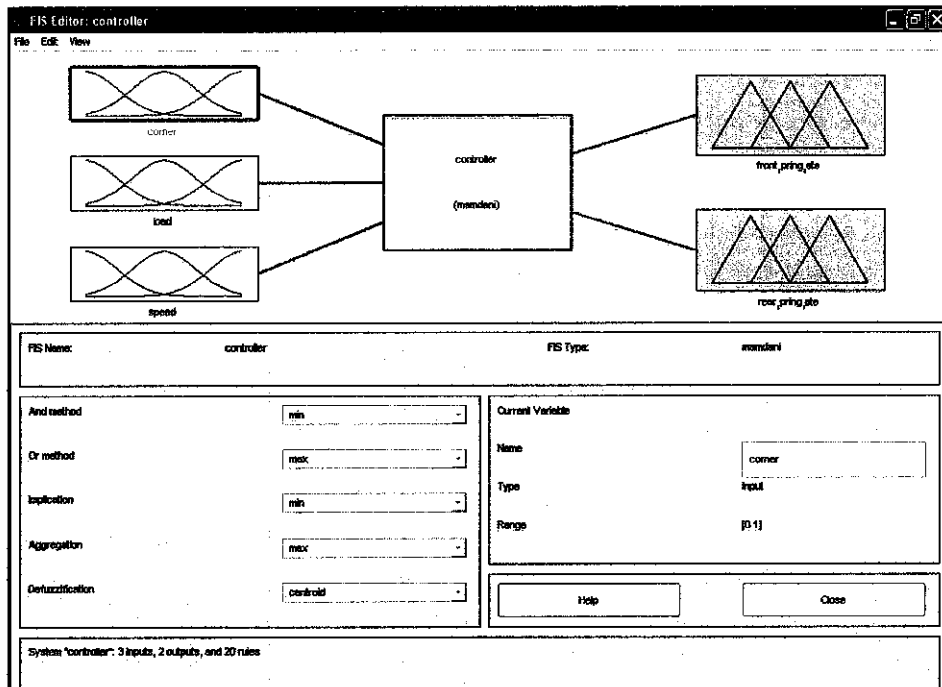 FIS Editor: controller
File Edit View
corner
load
speed
controller
(mamdani)
front_spring_rate
rear_spring_rate
FIS Name: controller FIS Type: mamdani
And method min
Or method max
Implication min
Aggregation max
Defuzzification centroid
Current Variable
Name corner
Type input
Range [0 1]
Help Close
System "controller": 3 inputs, 2 outputs, and 20 rules